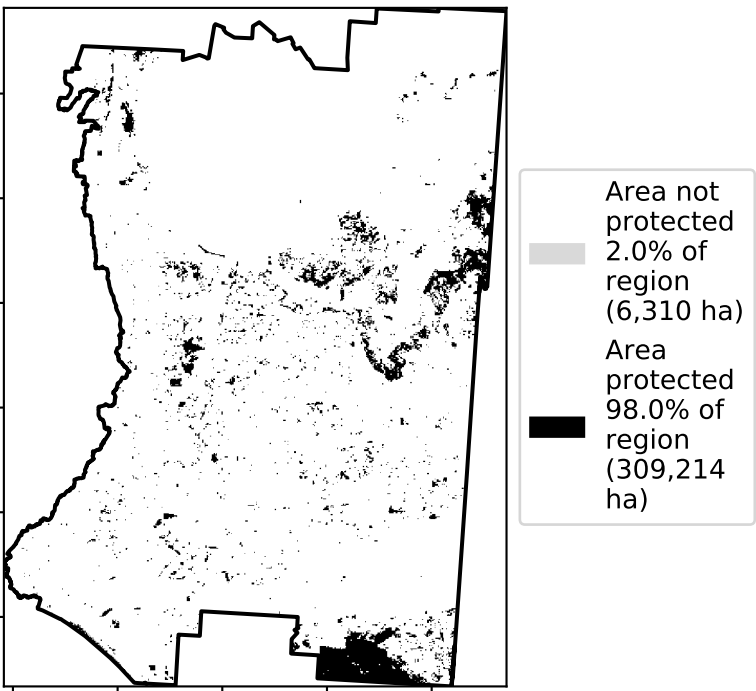 Area not
protected
2.0% of
region
(6,310 ha)
Area
protected
98.0% of
region
(309,214
ha)